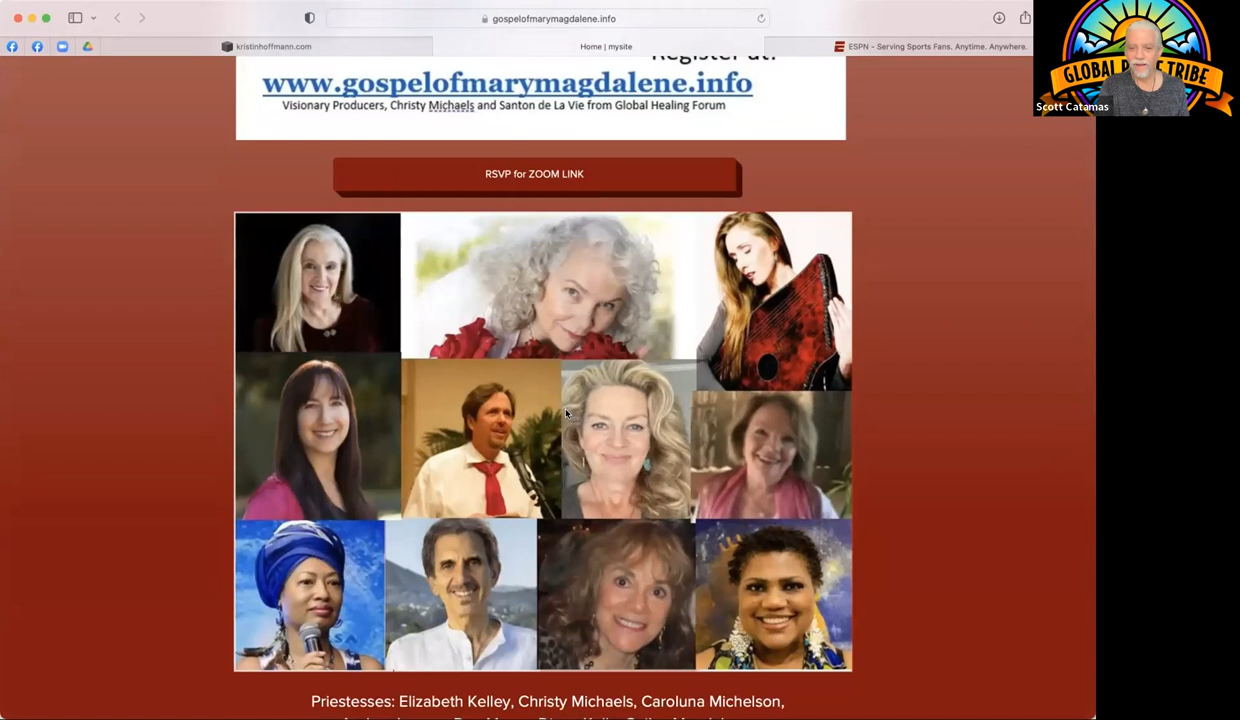 gospelofmarymagdalene.info
kristinhoffmann.com
Home | mysite
ESPN - Serving Sports Fans. Anytime. Anywhere.
GLOBAL TRIBE
Scott Catamas
Register at:
www.gospelofmarymagdalene.info
Visionary Producers, Christy Michaels and Santon de La Vie from Global Healing Forum
RSVP for ZOOM LINK
Priestesses: Elizabeth Kelley, Christy Michaels, Caroluna Michelson,